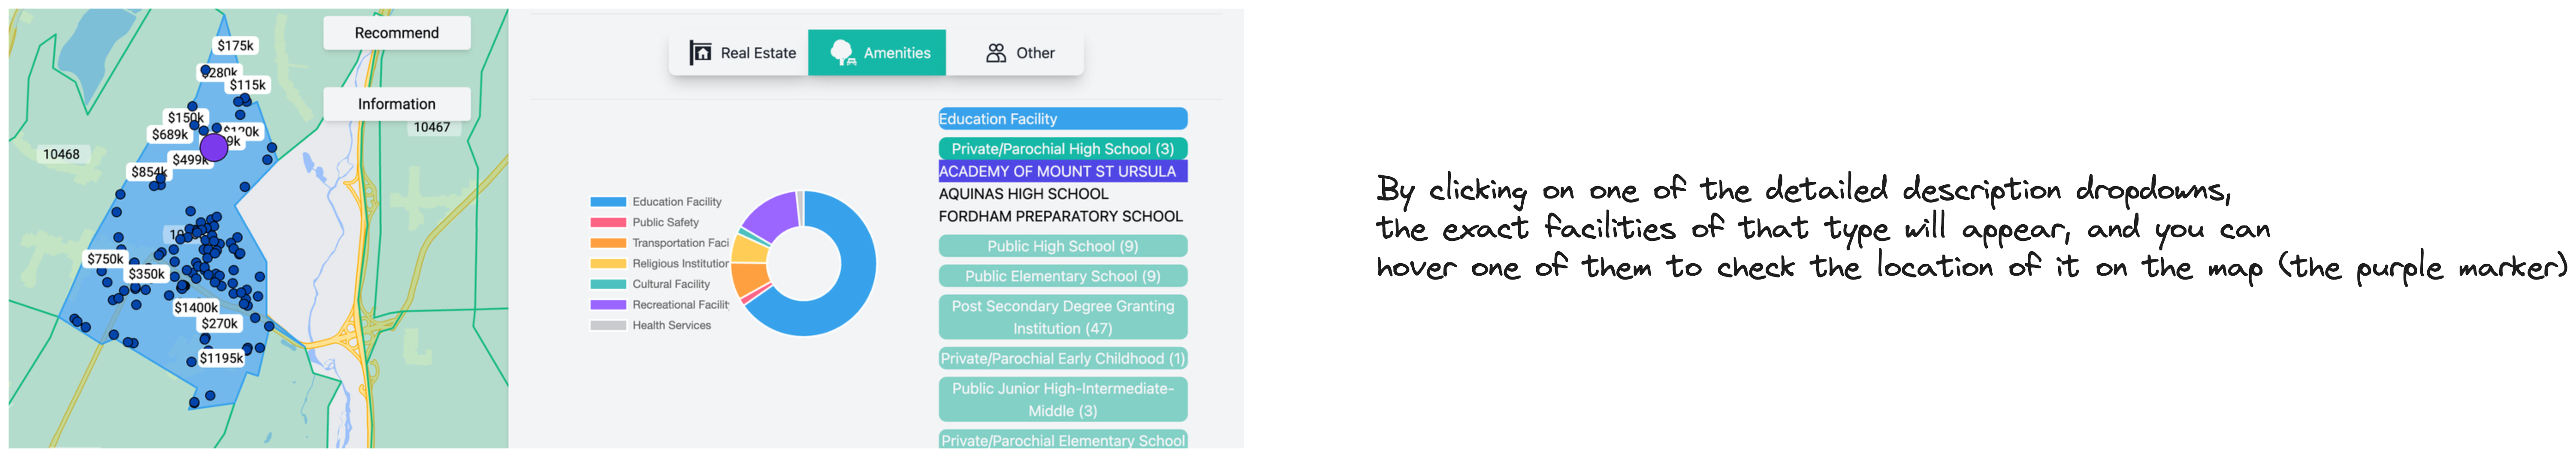 $175k
$280k
$115k
$150k
$689k
$499k
$854k
10468
10467
$750k
$350k
$1400k
$270k
$1195k
Recommend
Information
Real Estate
Amenities
Other
Education Facility
Public Safety
Transportation Faci
Religious Institution
Cultural Facility
Recreational Facilit
Health Services
Education Facility
Private/Parochial High School (3)
ACADEMY OF MOUNT ST URSULA
AQUINAS HIGH SCHOOL
FORDHAM PREPARATORY SCHOOL
Public High School (9)
Public Elementary School (9)
Post Secondary Degree Granting
Institution (47)
Private/Parochial Early Childhood (1)
Public Junior High-Intermediate-
Middle (3)
Private/Parochial Elementary School
By clicking on one of the detailed description dropdowns,
the exact facilities of that type will appear, and you can
hover one of them to check the location of it on the map (the purple marker)